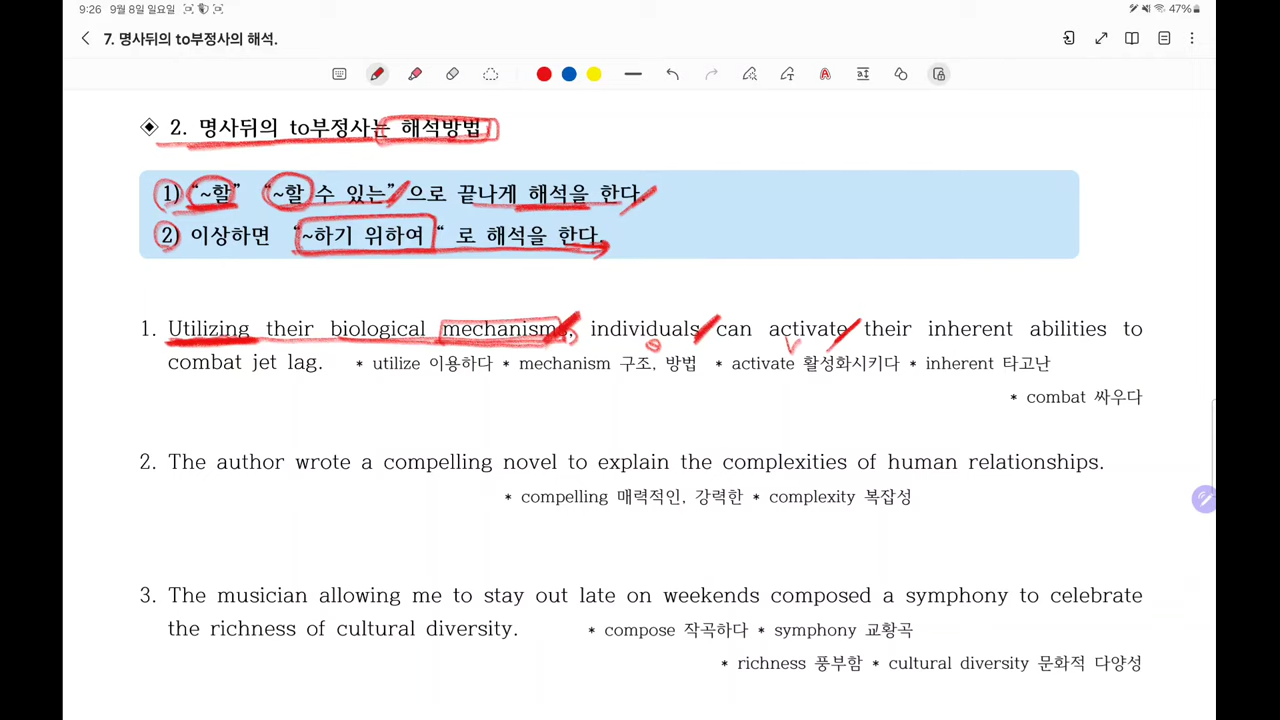 9:26 9월 8일 일요일 47%
7. 명사뒤의 to부정사의 해석.
◈ 2. 명사뒤의 to부정사는 해석방법
1) "~할" "~할 수 있는"으로 끝나게 해석을 한다.
2) 이상하면 "~하기 위하여" 로 해석을 한다.
1. Utilizing their biological mechanisms, individuals can activate their inherent abilities to
combat jet lag. * utilize 이용하다 * mechanism 구조, 방법 * activate 활성화시키다 * inherent 타고난
* combat 싸우다
2. The author wrote a compelling novel to explain the complexities of human relationships.
* compelling 매력적인, 강력한 * complexity 복잡성
3. The musician allowing me to stay out late on weekends composed a symphony to celebrate
the richness of cultural diversity. * compose 작곡하다 * symphony 교황곡
* richness 풍부함 * cultural diversity 문화적 다양성